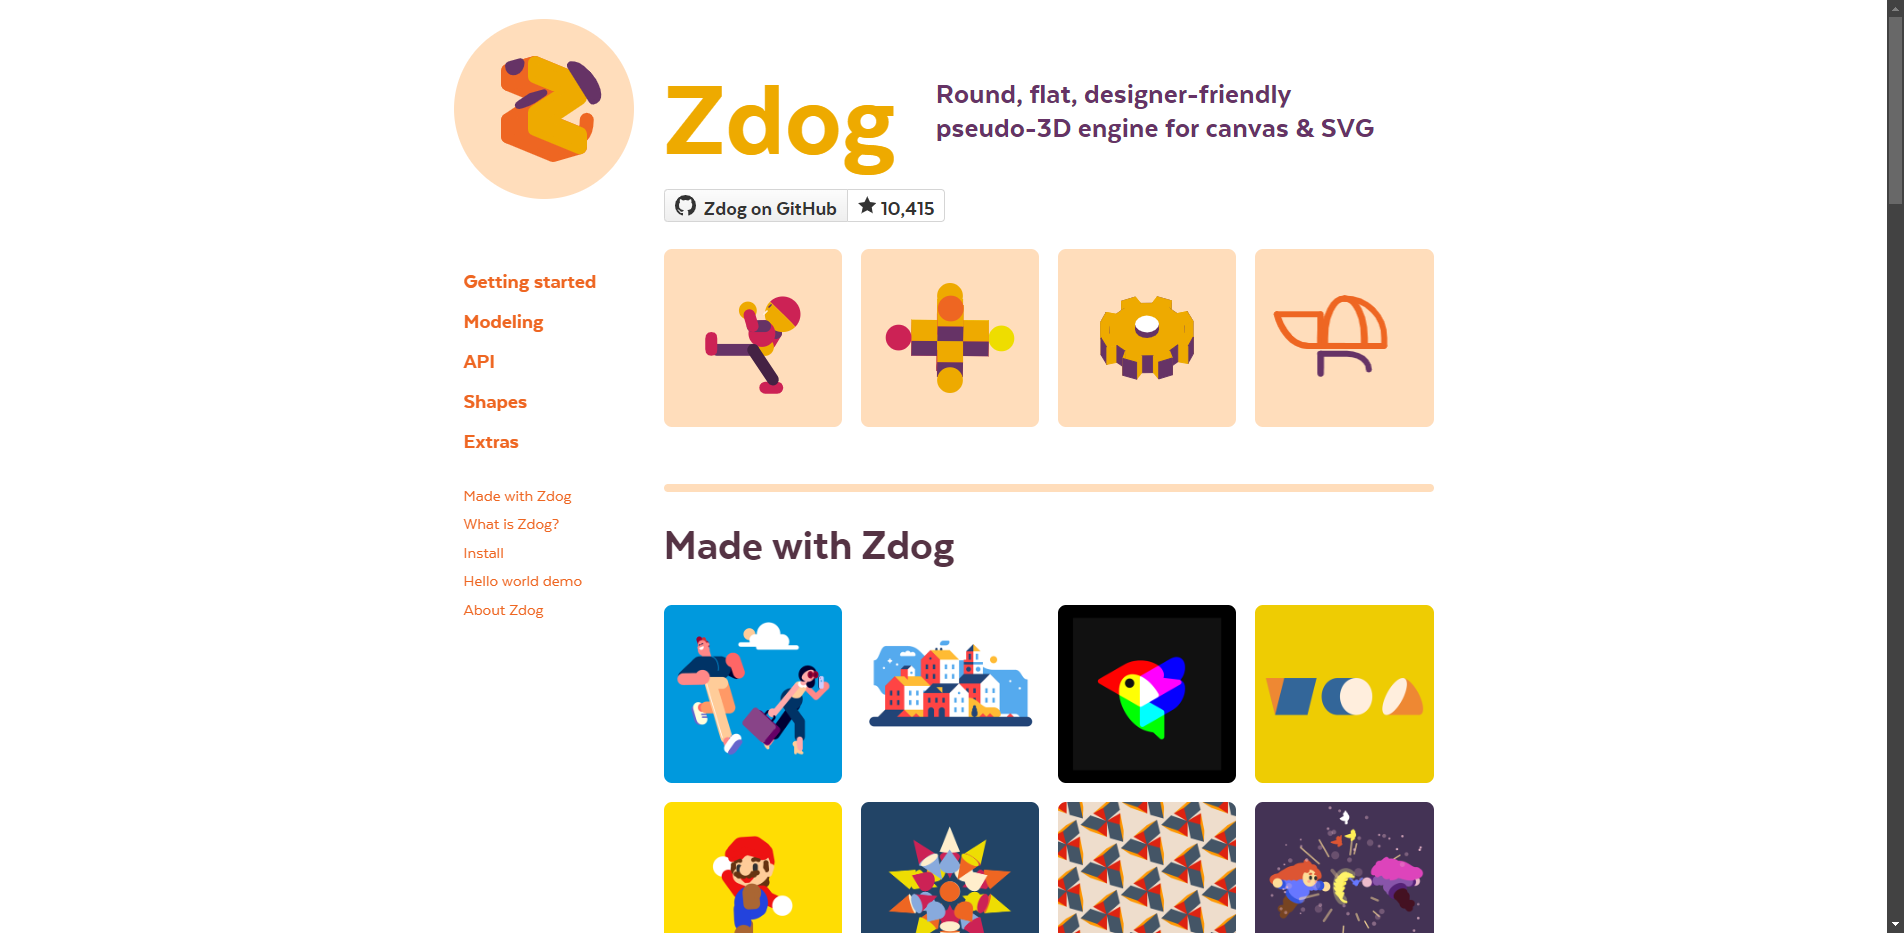 Zdog
Round, flat, designer-friendly
pseudo-3D engine for canvas & SVG
Zdog on GitHub
10,415
Getting started
Modeling
API
Shapes
Extras
Made with Zdog
What is Zdog?
Install
Hello world demo
About Zdog
Made with Zdog